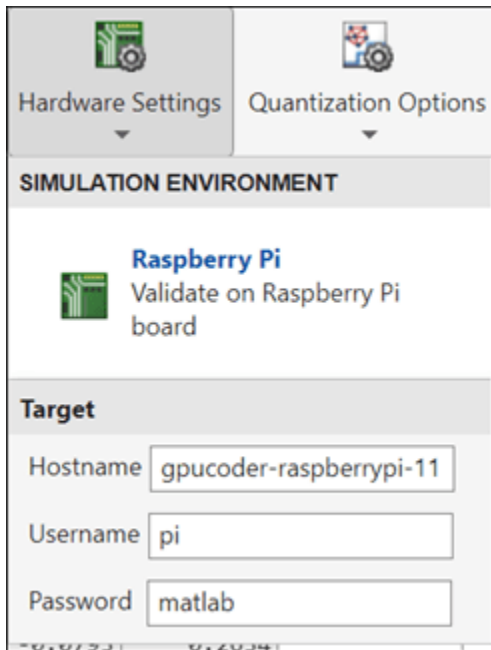 Hardware Settings
Quantization Options
SIMULATION ENVIRONMENT
Raspberry Pi
Validate on Raspberry Pi
board
Target
Hostname gpucoder-raspberrypi-11
Username pi
Password matlab